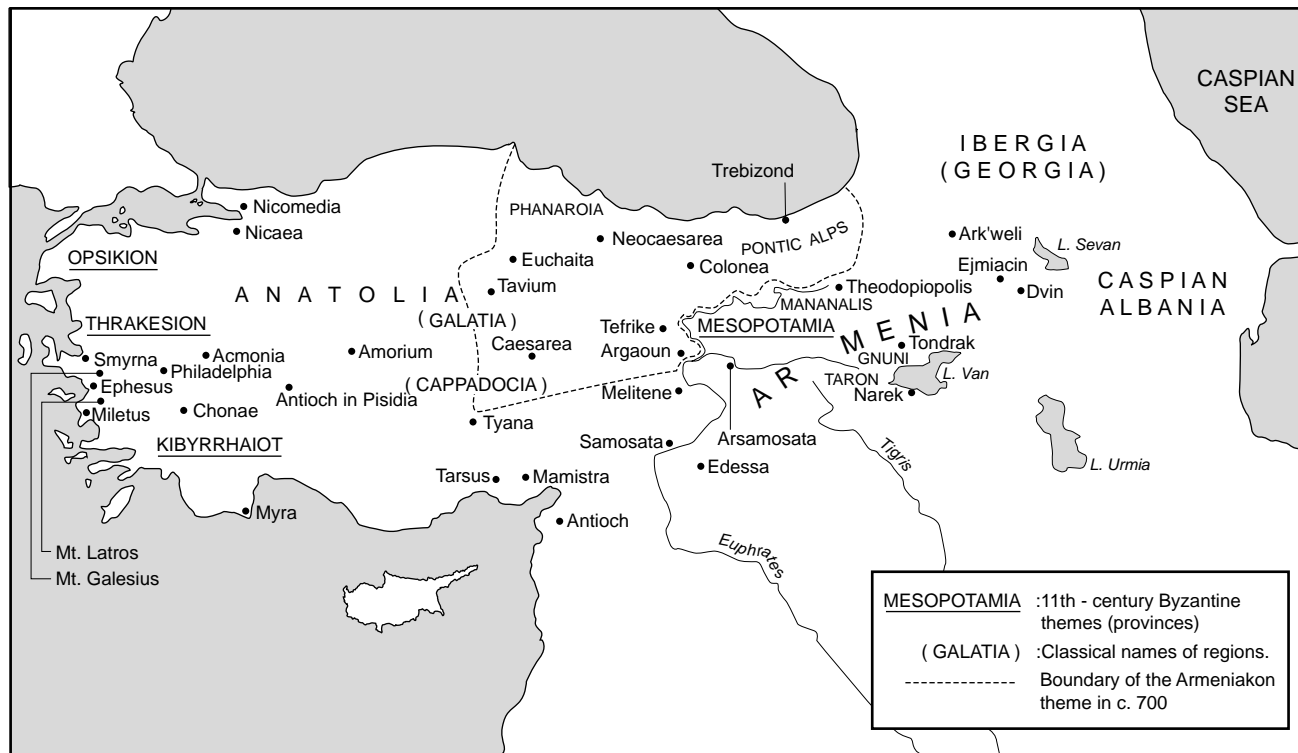 CASPIAN
SEA
IBERGIA
(GEORGIA)
Trebizond
Nicomedia
PHANAROIA
Nicaea
Neocaesarea
PONTIC ALPS
Ark'weli
L. Sevan
OPSIKION
Euchaita
Colonea
Ejmiacin
CASPIAN
ALBANIA
ANATOLIA
Tavium
Theodopiopolis
Dvin
MANANALIS
(GALATIA)
THRAKESION
Tefrike
MESOPOTAMIA
ARMENIA
Smyrna
Acmonia
Amorium
Caesarea
Argaoun
Tondrak
GNUNI
Philadelphia
L. Van
Ephesus
(CAPPADOCIA)
TARON
Antioch in Pisidia
Melitene
Narek
Miletus
Chonae
Tyana
KIBYRRHAIOT
Samosata
Arsamosata
Tigris
Edessa
L. Urmia
Tarsus
Mamistra
Myra
Antioch
Mt. Latros
Euphrates
Mt. Galesius
MESOPOTAMIA :11th - century Byzantine
themes (provinces)
( GALATIA ) :Classical names of regions.
Boundary of the Armeniakon
theme in c. 700